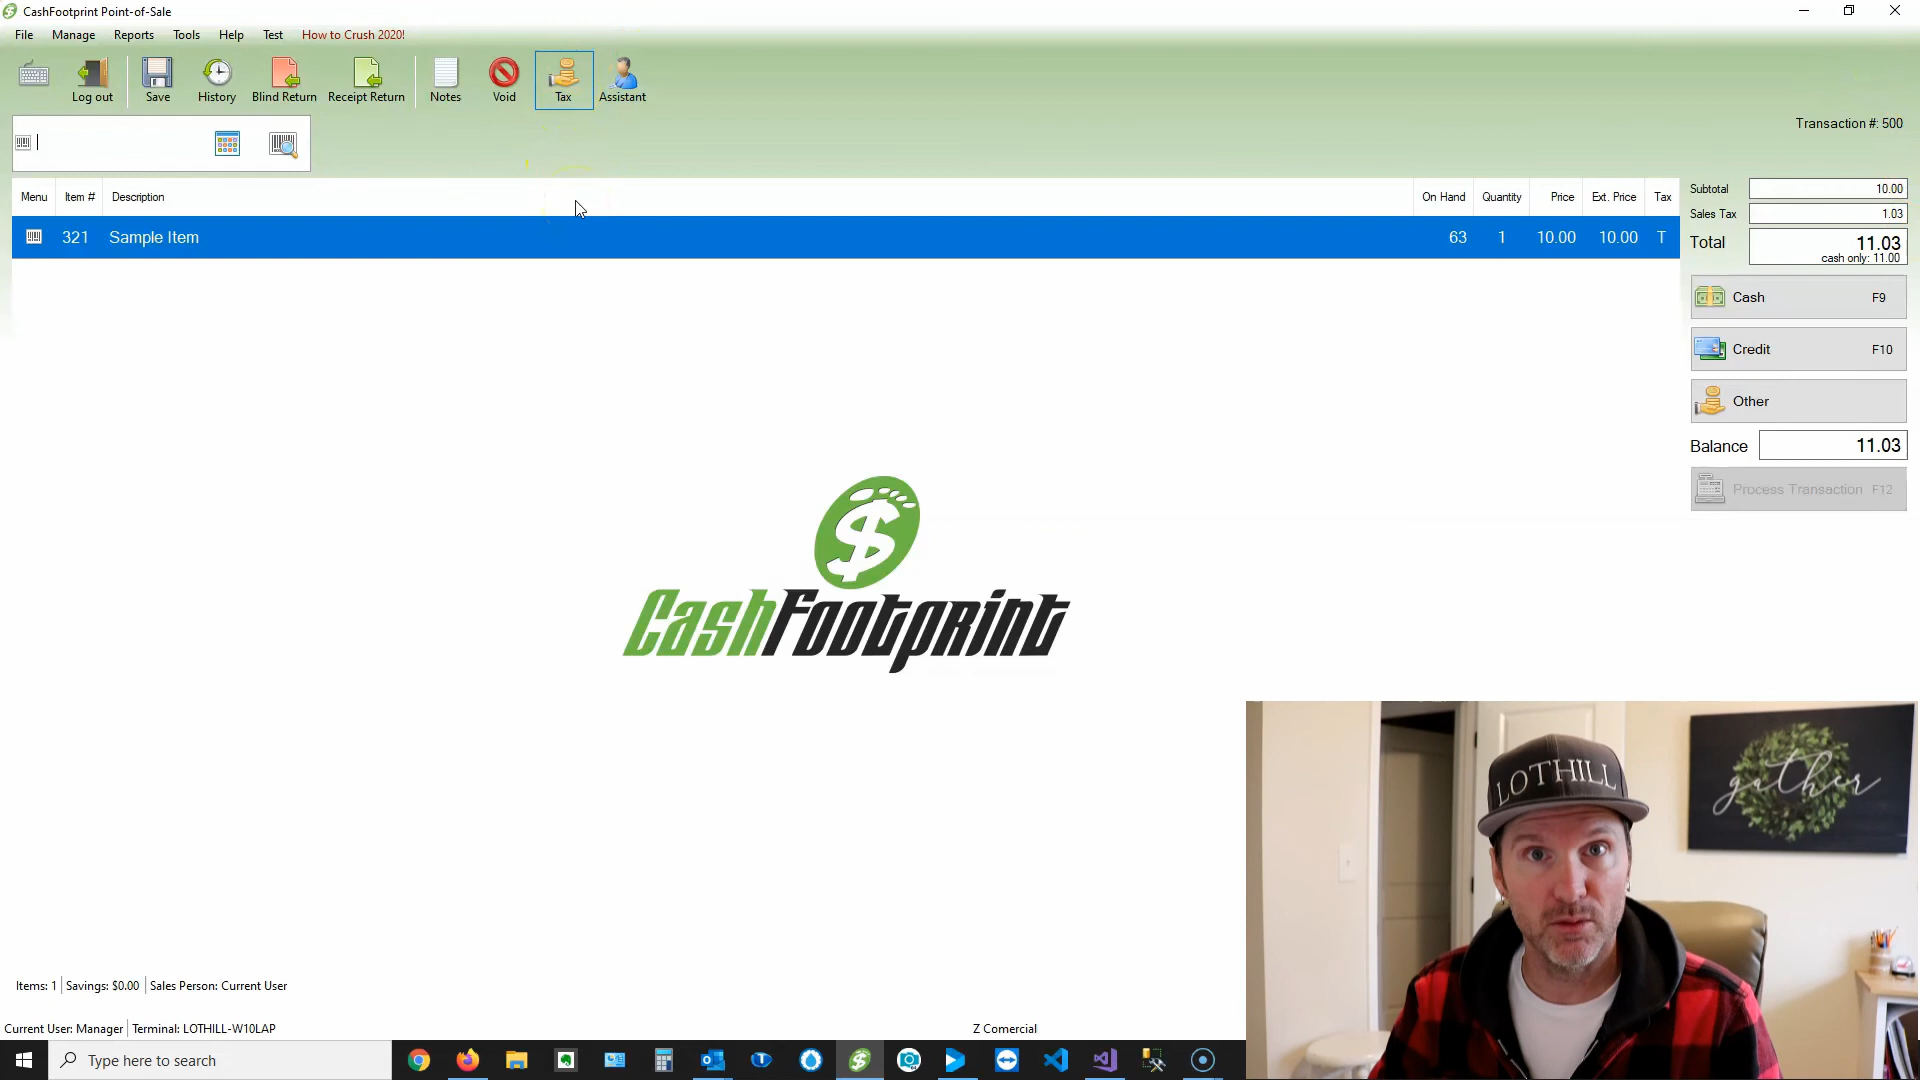 CashFootprint Point-of-Sale
File Manage Reports Tools Help Test How to Crush 2020!
Log out Save History Blind Return Receipt Return Notes Void Tax Assistant
Transaction #: 500
Menu Item # Description On Hand Quantity Price Ext. Price Tax
321 Sample Item 63 1 10.00 10.00 T
Subtotal 10.00
Sales Tax 1.03
Total 11.03
cash only: 11.00
Cash F9
Credit F10
Other
Balance 11.03
Process Transaction F12
$
CashFootprint
LOTHILL
gather
Items: 1 Savings: $0.00 Sales Person: Current User
Current User: Manager Terminal: LOTHILL-W10LAP Z Comercial
Type here to search